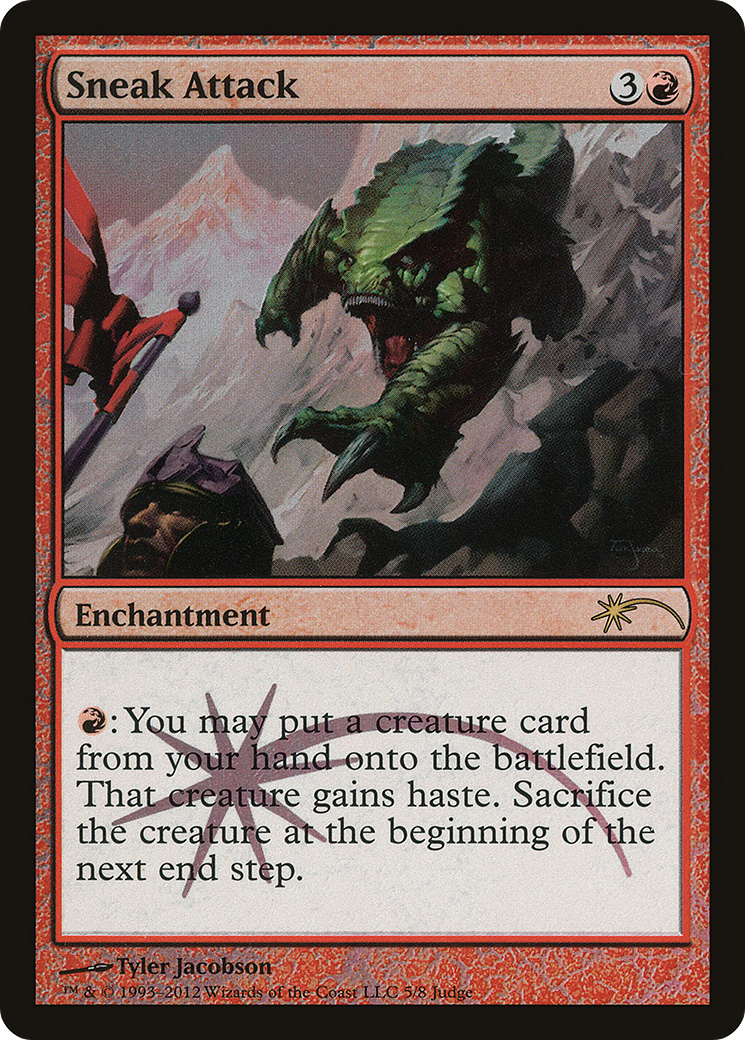 Sneak Attack 3
Enchantment
: You may put a creature card
from your hand onto the battlefield.
That creature gains haste. Sacrifice
the creature at the beginning of the
next end step.
Tyler Jacobson
™ & © 1993–2012 Wizards of the Coast LLC 5/8 Judge